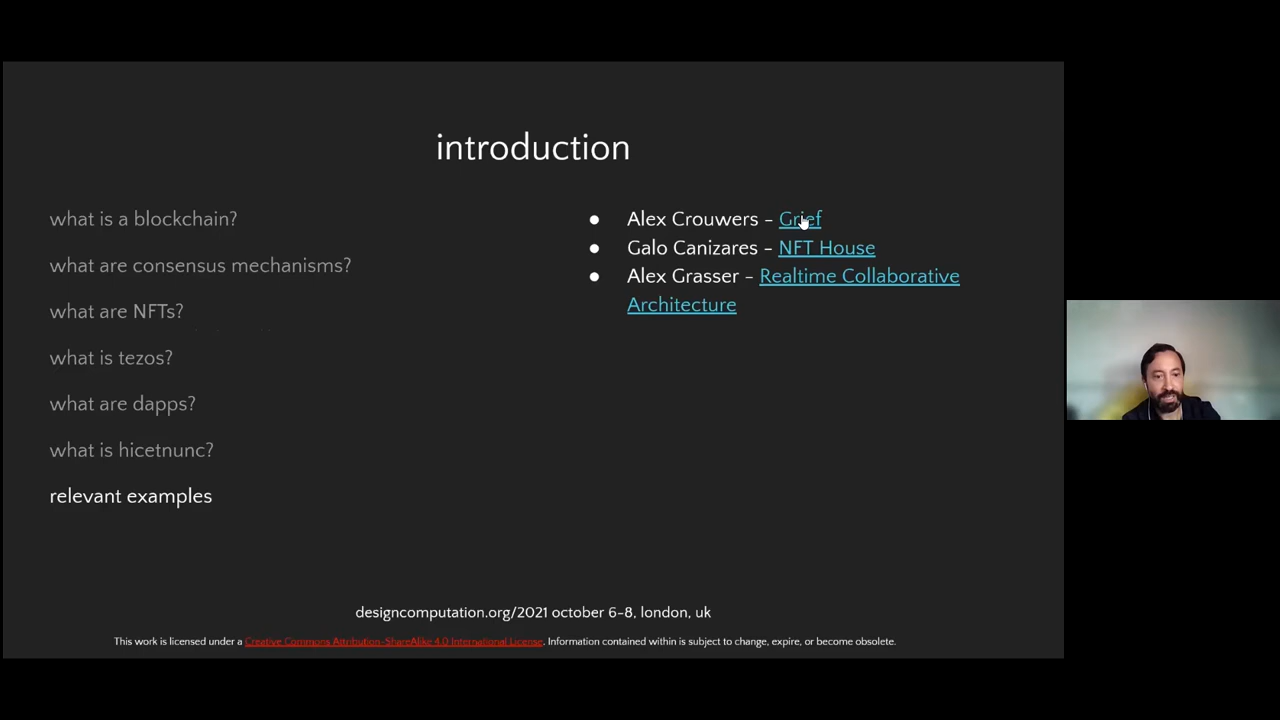 introduction
what is a blockchain?
what are consensus mechanisms?
what are NFTs?
what is tezos?
what are dapps?
what is hicetnunc?
relevant examples
● Alex Crouwers - Grief
● Galo Canizares - NFT House
● Alex Grasser - Realtime Collaborative
Architecture
designcomputation.org/2021 october 6-8, london, uk
This work is licensed under a Creative Commons Attribution-ShareAlike 4.0 International License. Information contained within is subject to change, expire, or become obsolete.